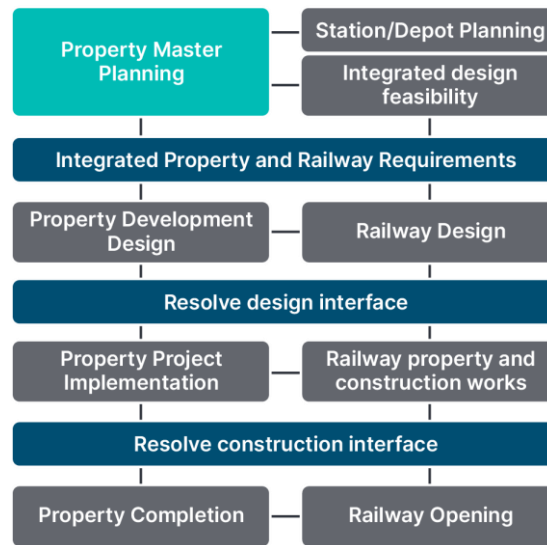 Property Master
Planning
Station/Depot Planning
Integrated design
feasibility
Integrated Property and Railway Requirements
Property Development
Design
Railway Design
Resolve design interface
Property Project
Implementation
Railway property and
construction works
Resolve construction interface
Property Completion
Railway Opening